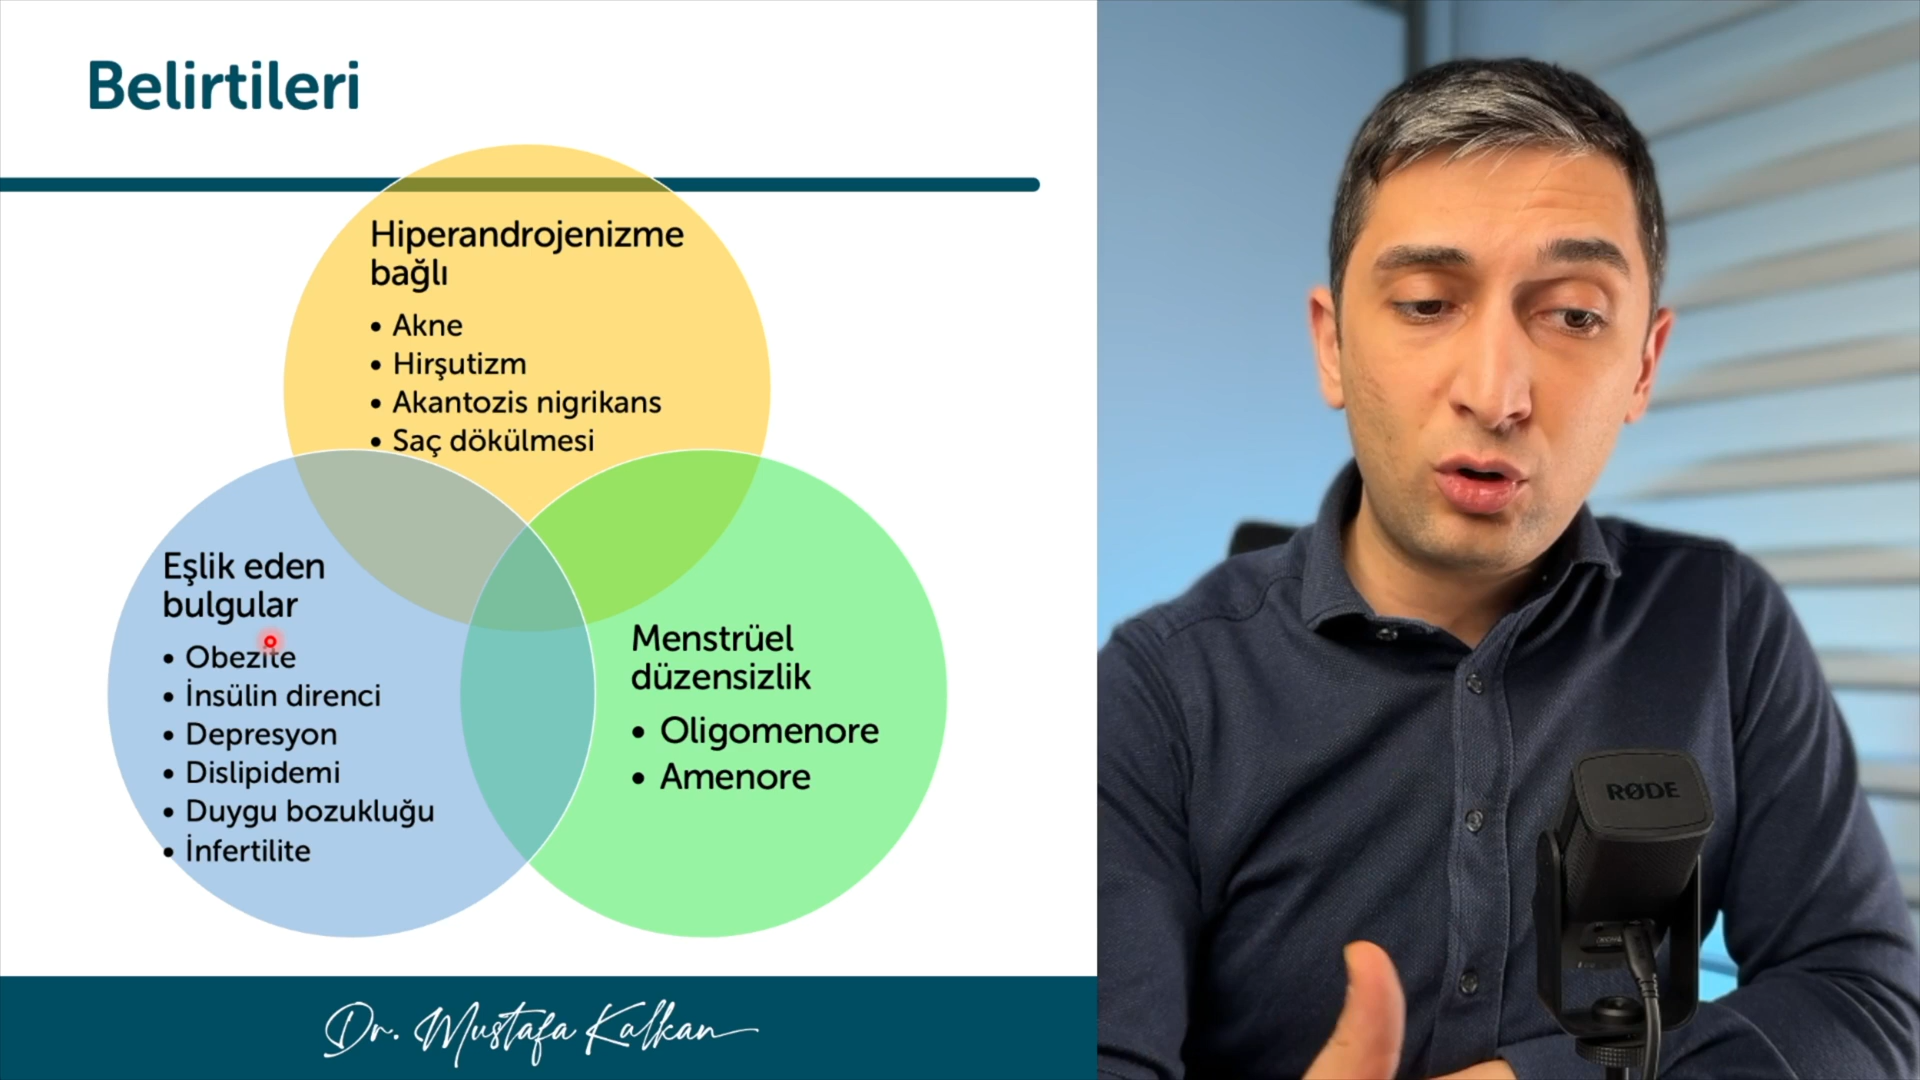 Belirtileri
Hiperandrojenizme
bağlı
• Akne
• Hirşutizm
• Akantozis nigrikans
• Saç dökülmesi
Eşlik eden
bulgular
• Obezite
• İnsülin direnci
• Depresyon
• Dislipidemi
• Duygu bozukluğu
• İnfertilite
Menstrüel
düzensizlik
• Oligomenore
• Amenore
Dr. Mustafa Kalkan
RØDE